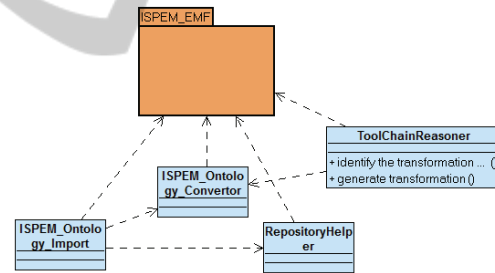 ISPEM_EMF
ToolChainReasoner
+ identify the transformation ... (
+ generate transformation ()
ISPEM_Ontolo
gy_Convertor
ISPEM_Ontolo
gy_Import
RepositoryHelp
er